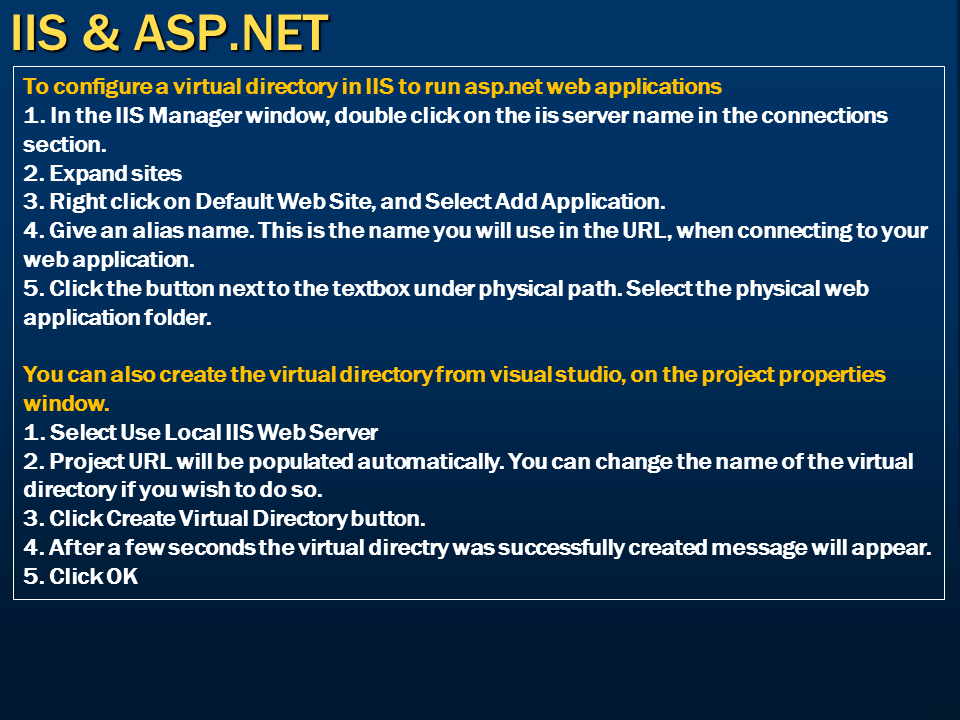 IIS & ASP.NET
To configure a virtual directory in IIS to run asp.net web applications
1. In the IIS Manager window, double click on the iis server name in the connections
section.
2. Expand sites
3. Right click on Default Web Site, and Select Add Application.
4. Give an alias name. This is the name you will use in the URL, when connecting to your
web application.
5. Click the button next to the textbox under physical path. Select the physical web
application folder.
You can also create the virtual directory from visual studio, on the project properties
window.
1. Select Use Local IIS Web Server
2. Project URL will be populated automatically. You can change the name of the virtual
directory if you wish to do so.
3. Click Create Virtual Directory button.
4. After a few seconds the virtual directry was successfully created message will appear.
5. Click OK